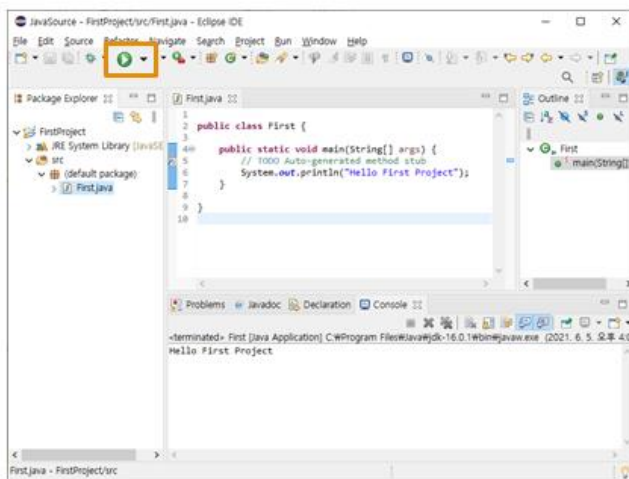 JavaSource - FirstProject/src/First.java - Eclipse IDE
File Edit Source Refactor Navigate Search Project Run Window Help
Package Explorer
FirstProject
JRE System Library [JavaSE
src
(default package)
First.java
First.java
1
2 public class First {
3
4 public static void main(String[] args) {
5 // TODO Auto-generated method stub
6 System.out.println("Hello First Project");
7 }
8
9 }
10
Outline
First
main(String[]
Problems Javadoc Declaration Console
<terminated> First [Java Application] C:₩Program Files₩Java₩jdk-16.0.1₩bin₩javaw.exe (2021. 6. 5. 오후 4:0
Hello First Project
First.java - FirstProject/src